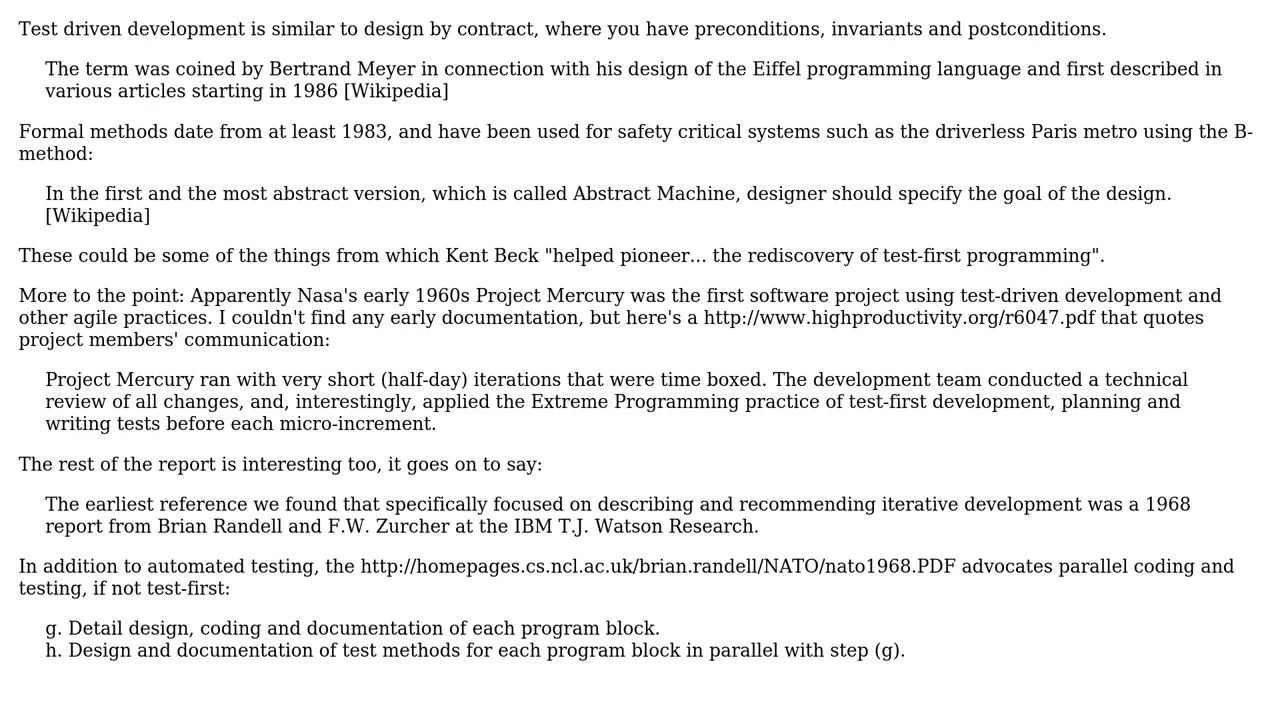 Test driven development is similar to design by contract, where you have preconditions, invariants and postconditions.
The term was coined by Bertrand Meyer in connection with his design of the Eiffel programming language and first described in
various articles starting in 1986 [Wikipedia]
Formal methods date from at least 1983, and have been used for safety critical systems such as the driverless Paris metro using the B-
method:
In the first and the most abstract version, which is called Abstract Machine, designer should specify the goal of the design.
[Wikipedia]
These could be some of the things from which Kent Beck "helped pioneer... the rediscovery of test-first programming".
More to the point: Apparently Nasa's early 1960s Project Mercury was the first software project using test-driven development and
other agile practices. I couldn't find any early documentation, but here's a http://www.highproductivity.org/r6047.pdf that quotes
project members' communication:
Project Mercury ran with very short (half-day) iterations that were time boxed. The development team conducted a technical
review of all changes, and, interestingly, applied the Extreme Programming practice of test-first development, planning and
writing tests before each micro-increment.
The rest of the report is interesting too, it goes on to say:
The earliest reference we found that specifically focused on describing and recommending iterative development was a 1968
report from Brian Randell and F.W. Zurcher at the IBM T.J. Watson Research.
In addition to automated testing, the http://homepages.cs.ncl.ac.uk/brian.randell/NATO/nato1968.PDF advocates parallel coding and
testing, if not test-first:
g. Detail design, coding and documentation of each program block.
h. Design and documentation of test methods for each program block in parallel with step (g).